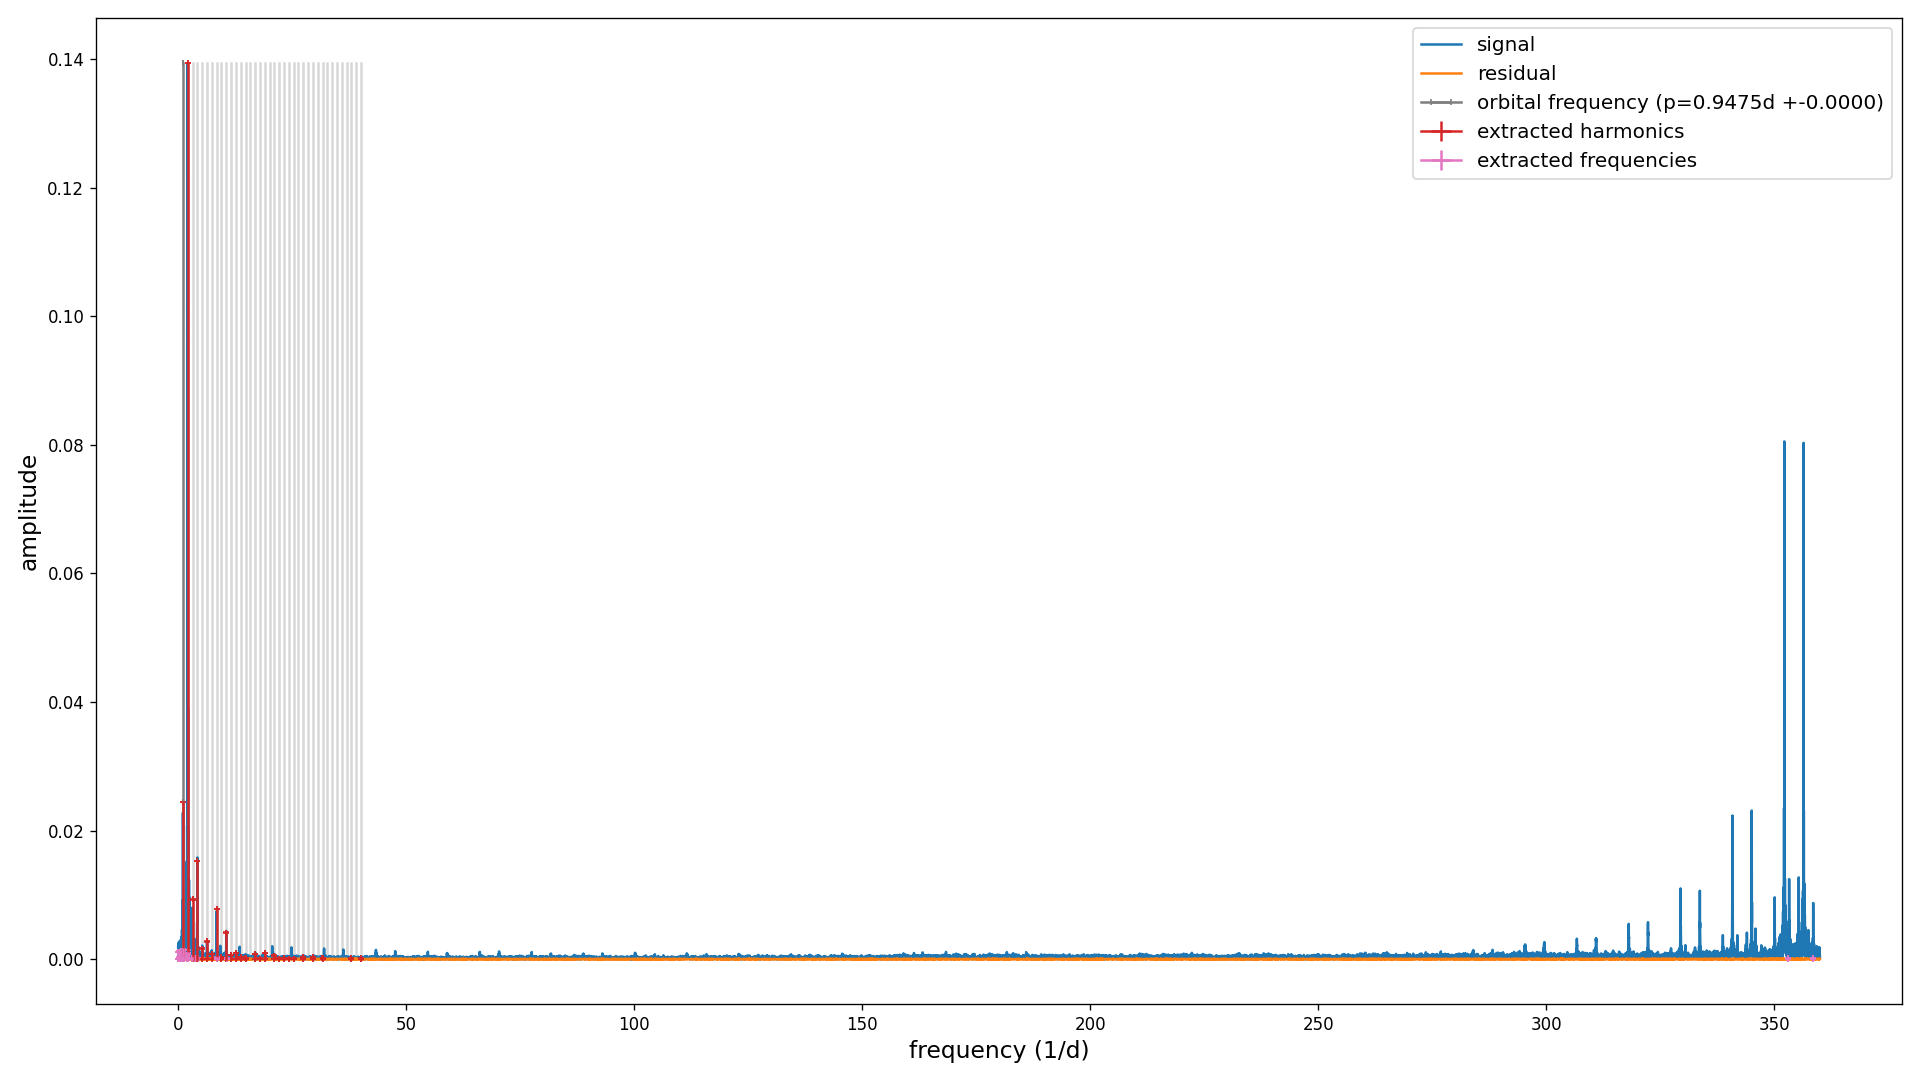 0.14
0.12
0.10
0.08
0.06
0.04
0.02
0.00
amplitude
0
50
100
150
200
250
300
350
frequency (1/d)
signal
residual
orbital frequency (p=0.9475d +-0.0000)
extracted harmonics
extracted frequencies